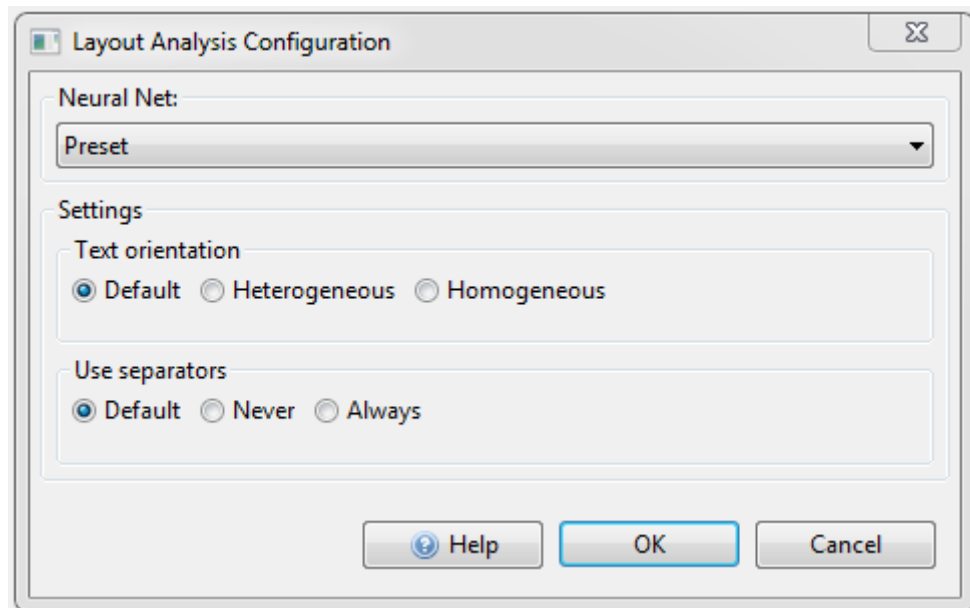 Layout Analysis Configuration
Neural Net:
Preset
Settings
Text orientation
Default Heterogeneous Homogeneous
Use separators
Default Never Always
Help OK Cancel